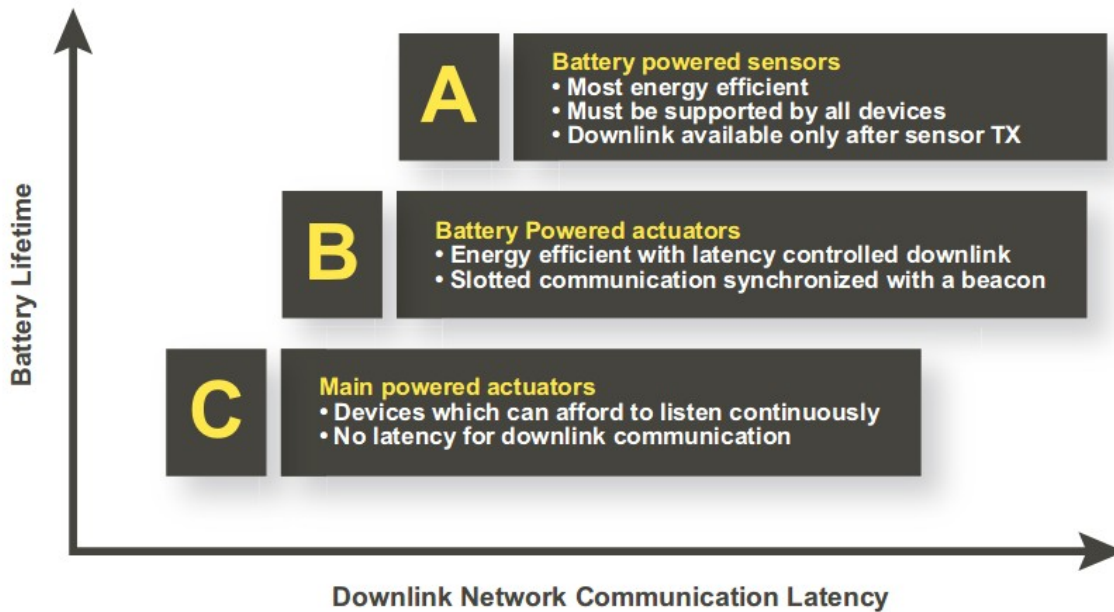 A
Battery powered sensors
• Most energy efficient
• Must be supported by all devices
• Downlink available only after sensor TX
B
Battery Powered actuators
• Energy efficient with latency controlled downlink
• Slotted communication synchronized with a beacon
C
Main powered actuators
• Devices which can afford to listen continuously
• No latency for downlink communication
Battery Lifetime
Downlink Network Communication Latency